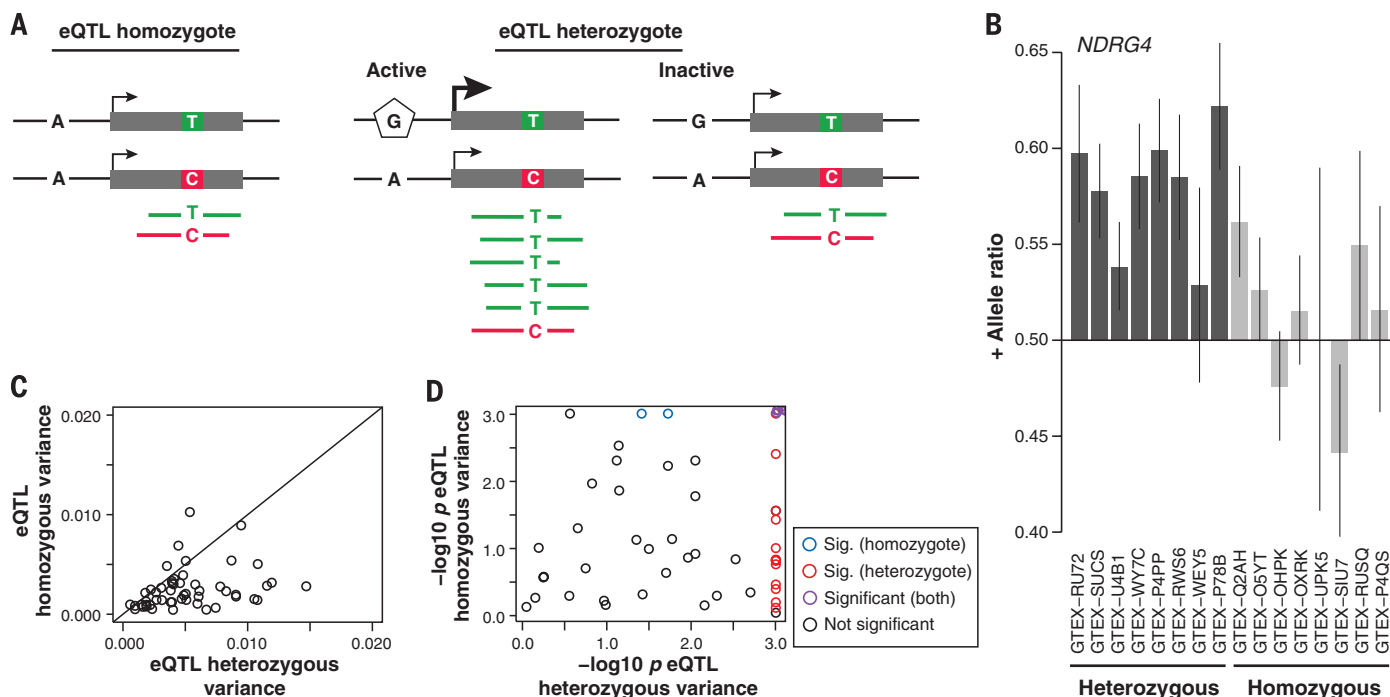 A
eQTL homozygote
eQTL heterozygote
Active
Inactive
A
T
A
C
T
C
G
T
A
C
T
T
T
T
T
C
G
T
A
C
T
C
B
NDRG4
+ Allele ratio
0.65
0.60
0.55
0.50
0.45
0.40
GTEX–RU72
GTEX–SUCS
GTEX–U4B1
GTEX–WY7C
GTEX–P4PP
GTEX–RWS6
GTEX–WEY5
GTEX–P78B
GTEX–Q2AH
GTEX–O5YT
GTEX–OHPK
GTEX–OXRK
GTEX–UPK5
GTEX–SIU7
GTEX–RUSQ
GTEX–P4QS
Heterozygous
Homozygous
C
eQTL
homozygous variance
0.020
0.010
0.000
0.000
0.010
0.020
eQTL heterozygous
variance
D
–log10 p eQTL
homozygous variance
3.0
2.0
1.0
0.0
0.0
1.0
2.0
3.0
–log10 p eQTL
heterozygous variance
Sig. (homozygote)
Sig. (heterozygote)
Significant (both)
Not significant